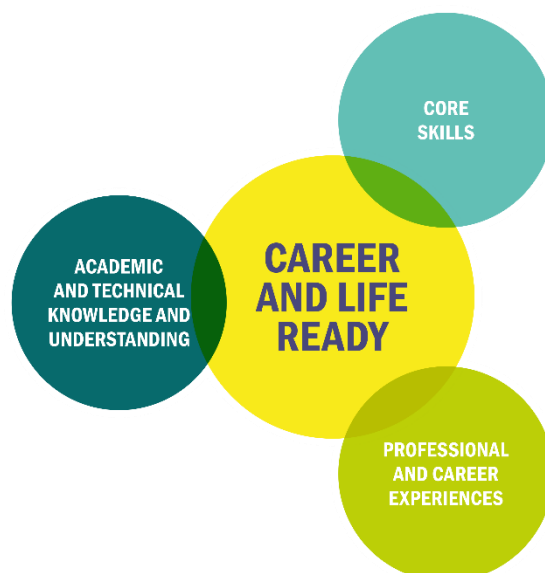 CORE
SKILLS
ACADEMIC
AND TECHNICAL
KNOWLEDGE AND
UNDERSTANDING
CAREER
AND LIFE
READY
PROFESSIONAL
AND CAREER
EXPERIENCES